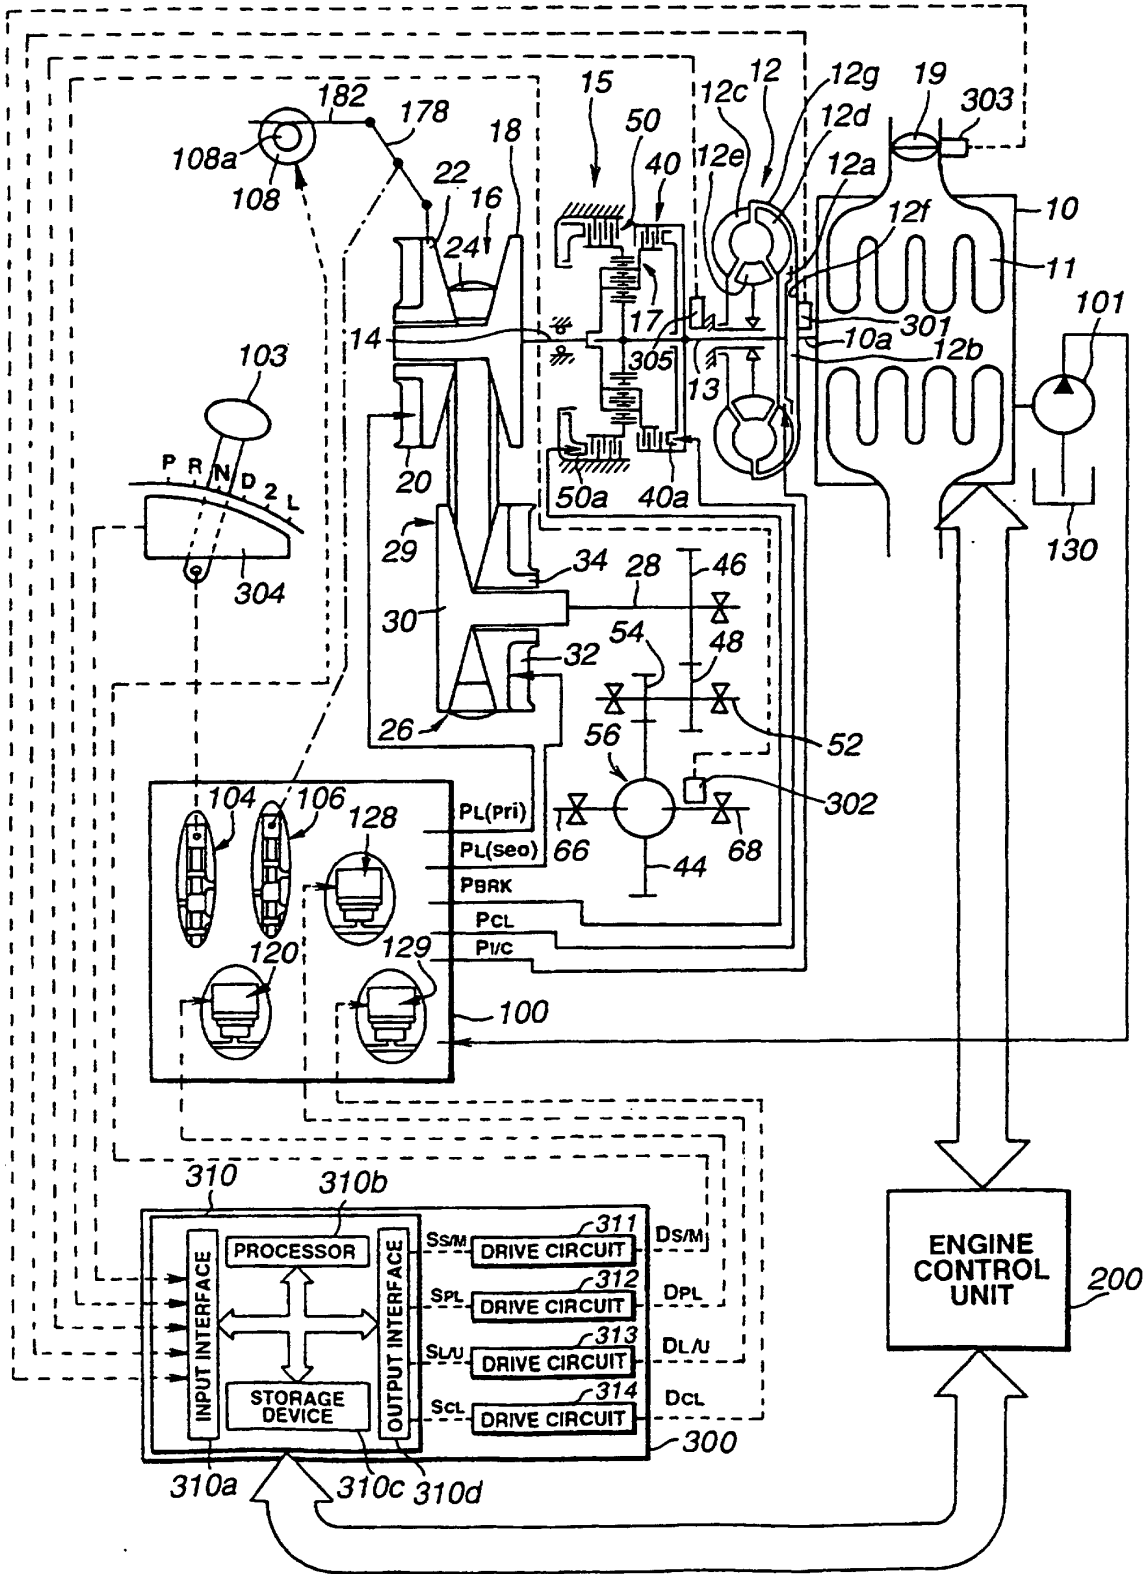 182
178
108a
108
22
16
24
18
15
50
40
12c
12
12g
12e
12d
12a
12f
19
303
10
11
101
14
17
305
13
301
10a
12b
103
P R N D 2 L
304
20
50a
40a
130
29
34
46
30
28
54
48
32
26
56
52
302
66
68
44
104
106
128
PL(Pri)
PL(seo)
PBRK
PCL
PI/C
120
129
100
310
310b
PROCESSOR
SS/M
311
DRIVE CIRCUIT
DS/M
INPUT INTERFACE
OUTPUT INTERFACE
SPL
312
DRIVE CIRCUIT
DPL
SL/U
313
DRIVE CIRCUIT
DL/U
STORAGE
DEVICE
SCL
314
DRIVE CIRCUIT
DCL
300
310a
310c
310d
ENGINE
CONTROL
UNIT
200